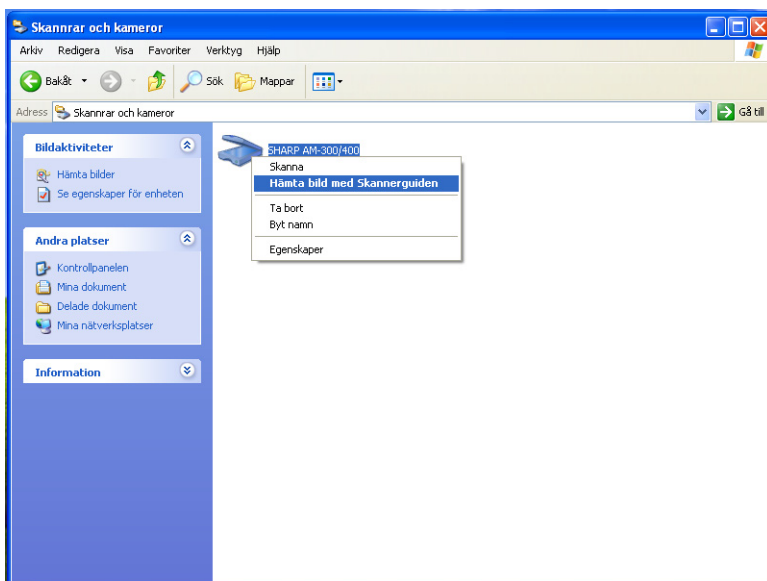 Skannrar och kameror
Arkiv Redigera Visa Favoriter Verktyg Hjälp
Bakåt Sök Mappar
Adress Skannrar och kameror Gå till
Bildaktiviteter
Hämta bilder
Se egenskaper för enheten
Andra platser
Kontrollpanelen
Mina dokument
Delade dokument
Mina nätverksplatser
Information
SHARP AM-300/400
Skanna
Hämta bild med Skannerguiden
Ta bort
Byt namn
Egenskaper